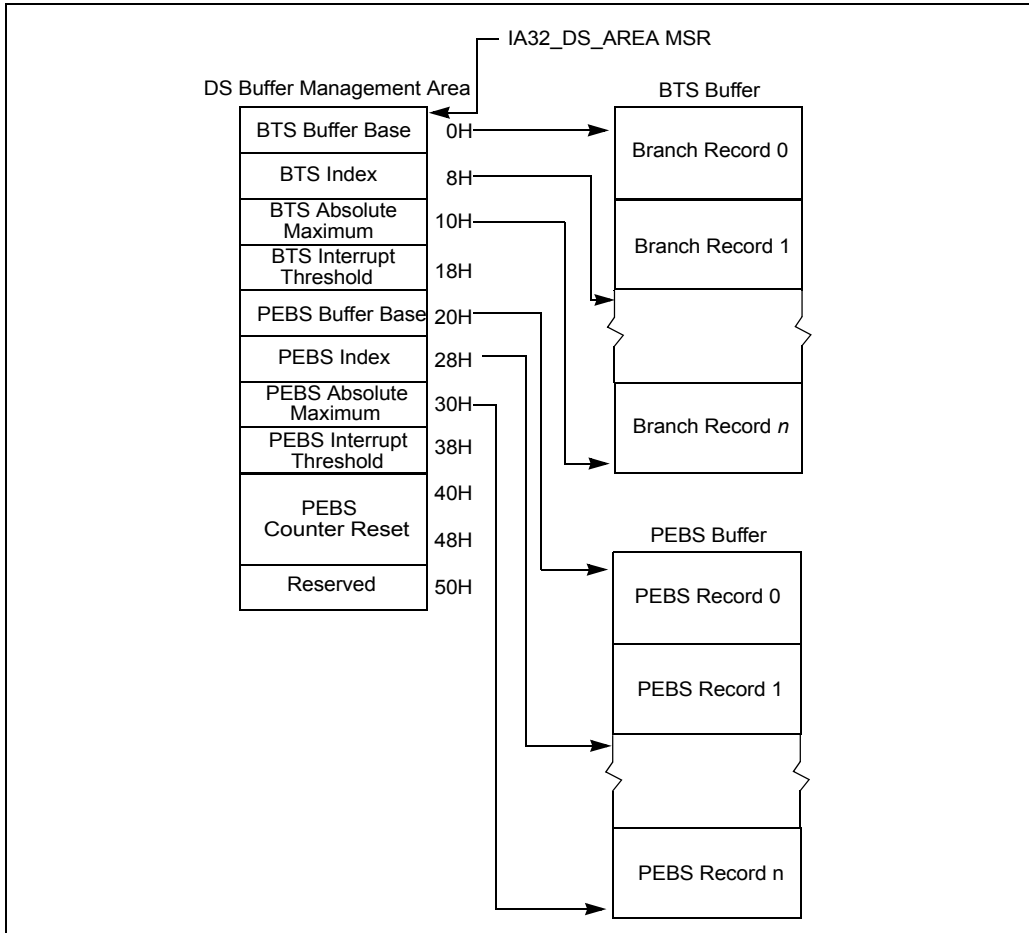 IA32_DS_AREA MSR
DS Buffer Management Area
BTS Buffer Base 0H
BTS Index 8H
BTS Absolute
Maximum 10H
BTS Interrupt
Threshold 18H
PEBS Buffer Base 20H
PEBS Index 28H
PEBS Absolute
Maximum 30H
PEBS Interrupt
Threshold 38H
40H
PEBS
Counter Reset
48H
Reserved 50H
BTS Buffer
Branch Record 0
Branch Record 1
Branch Record n
PEBS Buffer
PEBS Record 0
PEBS Record 1
PEBS Record n